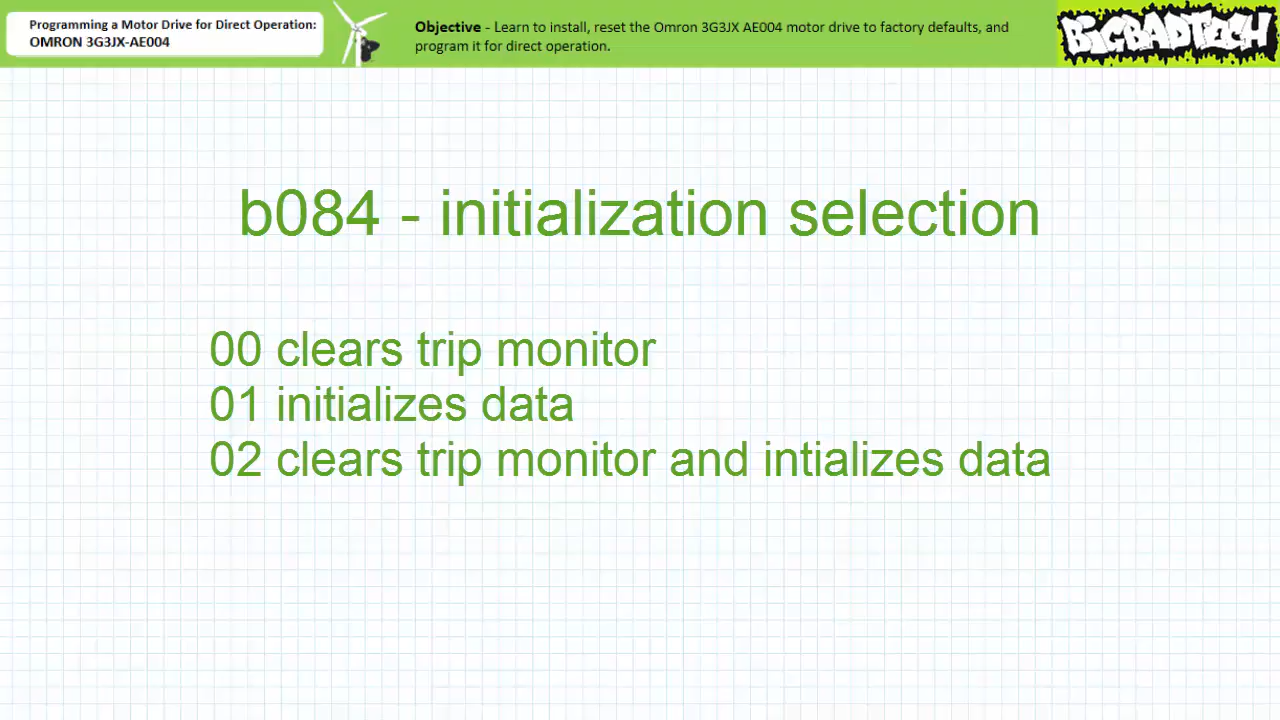 Programming a Motor Drive for Direct Operation:
OMRON 3G3JX-AE004
Objective - Learn to install, reset the Omron 3G3JX AE004 motor drive to factory defaults, and
program it for direct operation.
BIGBADTECH
b084 - initialization selection
00 clears trip monitor
01 initializes data
02 clears trip monitor and intializes data